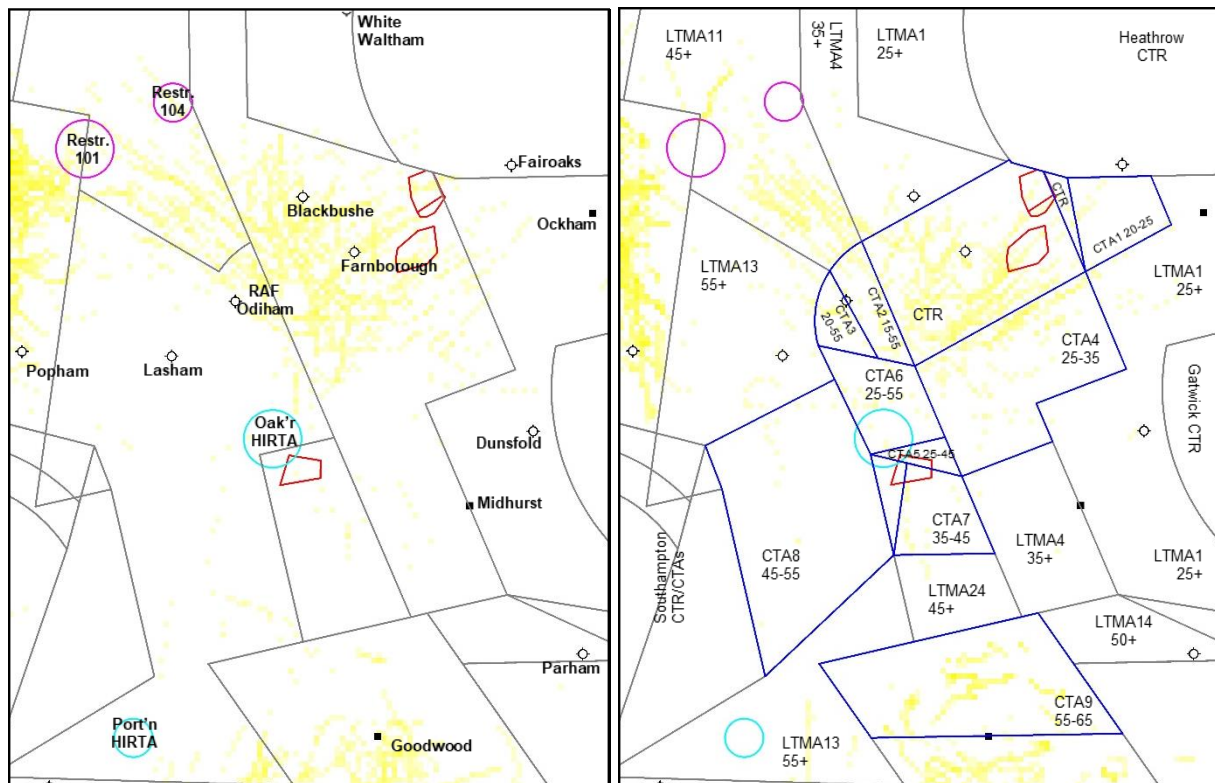 White
Waltham
Restr.
104
Restr.
101
Fairoaks
Blackbushe
Ockham
Farnborough
RAF
Odiham
Popham
Lasham
Oak'r
HIRTA
Dunsfold
Midhurst
Parham
Port'n
HIRTA
Goodwood
LTMA11
45+
LTMA4
35+
LTMA1
25+
Heathrow
CTR
CTR
CTA1 20-25
LTMA13
55+
LTMA1
25+
CTA3
20-55
CTA2 15-55
CTR
CTA4
25-35
CTA6
25-55
Gatwick CTR
CTA5 25-45
CTA7
35-45
CTA8
45-55
LTMA4
35+
LTMA1
25+
Southampton
CTR/CTAs
LTMA24
45+
LTMA14
50+
CTA9
55-65
LTMA13
55+